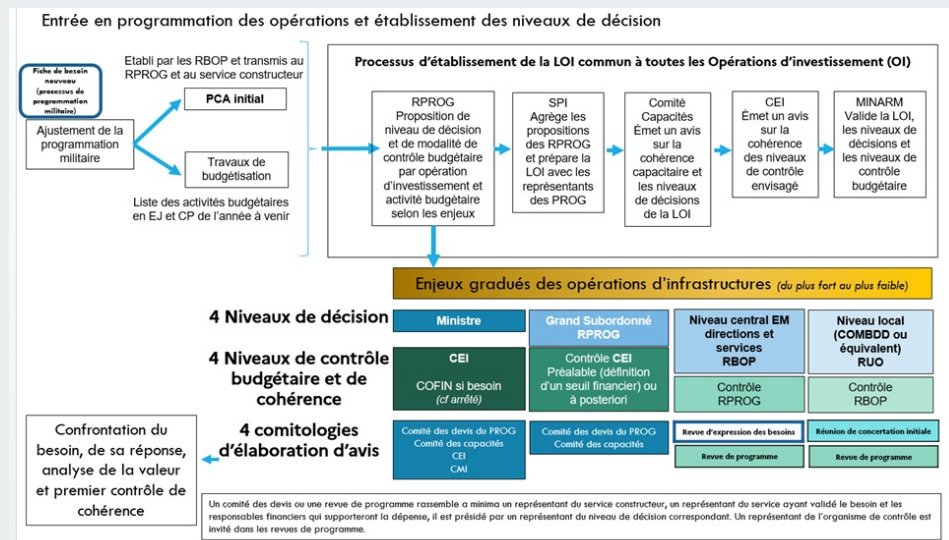 Entrée en programmation des opérations et établissement des niveaux de décision
Fiche de besoin
nouveau
(processus de
programmation
militaire)
Ajustement de la
programmation
militaire
Etabli par les RBOP et transmis au
RPROG et au service constructeur
PCA initial
Travaux de
budgétisation
Liste des activités budgétaires
en EJ et CP de l'année à venir
Processus d'établissement de la LOI commun à toutes les Opérations d'investissement (OI)
RPROG
Proposition de
niveau de décision
et de modalité de
contrôle budgétaire
par opération
d'investissement et
activité budgétaire
selon les enjeux
SPI
Agrège les
propositions
des RPROG
et prépare la
LOI avec les
représentants
des PROG
Comité
Capacités
Émet un avis
sur la
cohérence
capacitaire et
les niveaux
de décisions
de la LOI
CEI
Émet un avis
sur la
cohérence
des niveaux
de contrôle
envisagé
MINARM
Valide la LOI,
les niveaux de
décisions et
les niveaux de
contrôle
budgétaire
Enjeux gradués des opérations d'infrastructures (du plus fort au plus faible)
4 Niveaux de décision
Ministre
Grand Subordonné
RPROG
Niveau central EM
directions et
services
RBOP
Niveau local
(COMBDD ou
équivalent)
RUO
4 Niveaux de contrôle
budgétaire et de
cohérence
CEI
COFIN si besoin
(cf arrêté)
Contrôle CEI
Préalable (définition
d'un seuil financier) ou
à posteriori
Contrôle
RPROG
Contrôle
RBOP
4 comitologies
d'élaboration d'avis
Comité des devis du PROG
Comité des capacités
CEI
CMI
Comité des devis du PROG
Comité des capacités
Revue d'expression des besoins
Revue de programme
Réunion de concertation initiale
Revue de programme
Confrontation du
besoin, de sa réponse,
analyse de la valeur
et premier contrôle de
cohérence
Un comité des devis ou une revue de programme rassemble a minima un représentant du service constructeur, un représentant du service ayant validé le besoin et les
responsables financiers qui supporteront la dépense, il est présidé par un représentant du niveau de décision correspondant. Un représentant de l'organisme de contrôle est
invité dans les revues de programme.